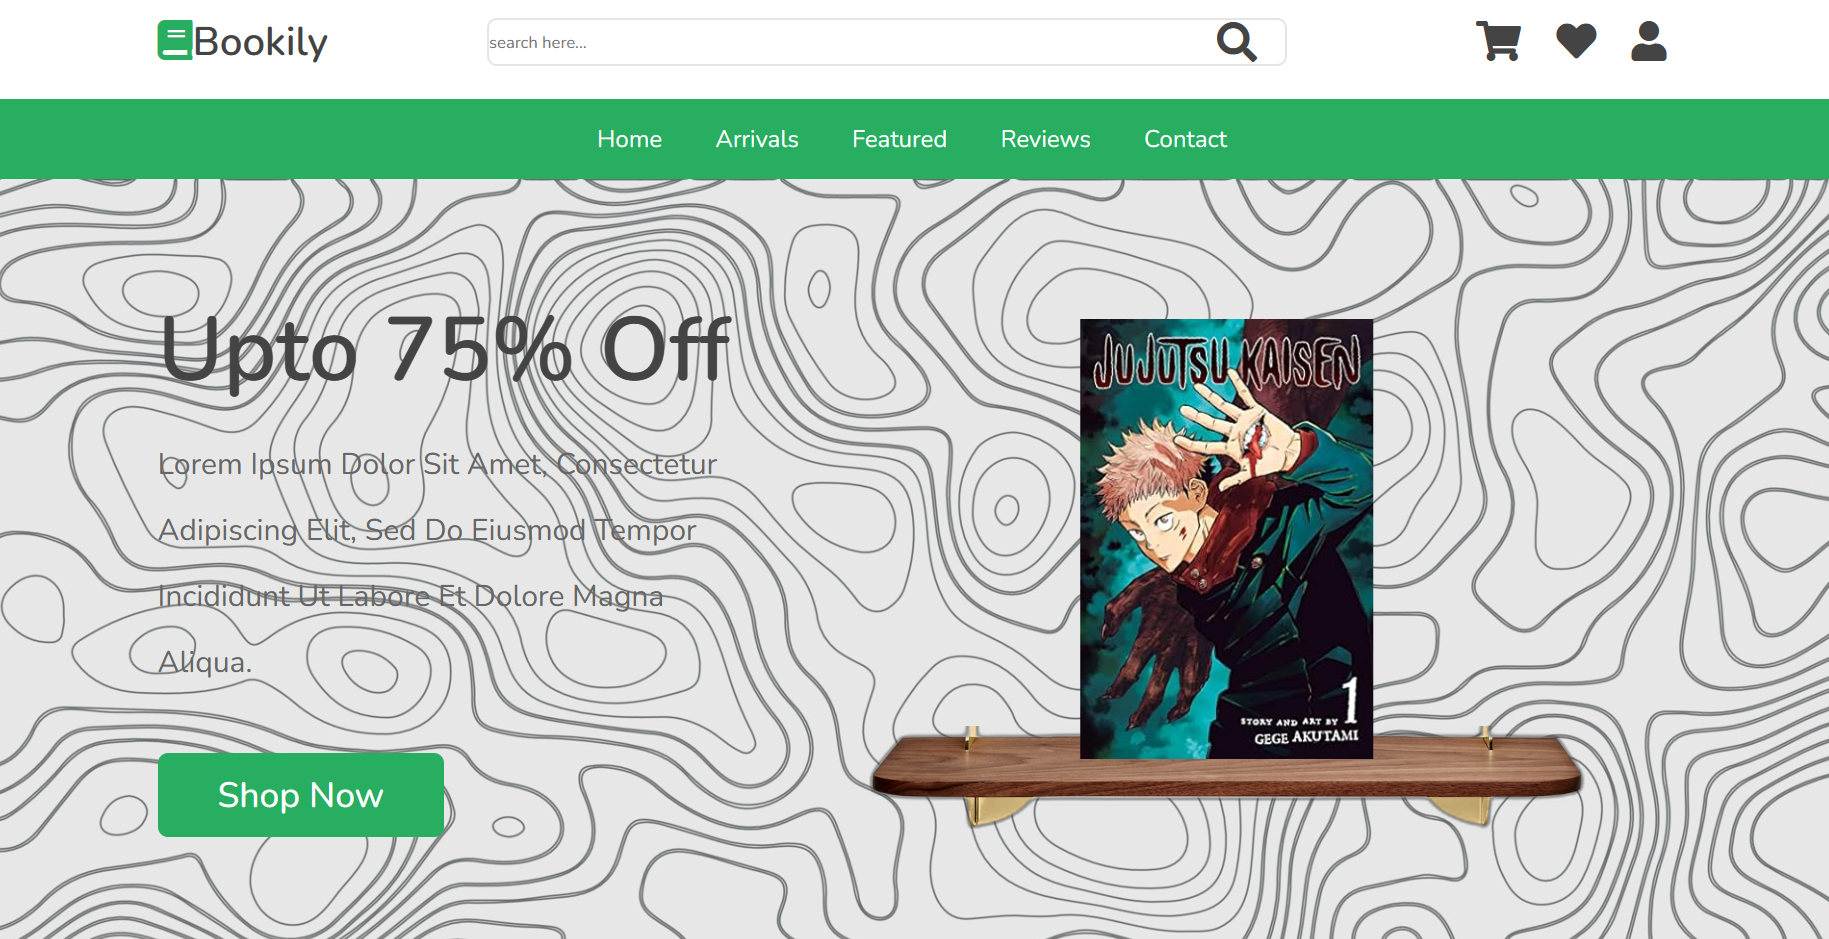 Bookily
search here...
Home Arrivals Featured Reviews Contact
Upto 75% Off
Lorem Ipsum Dolor Sit Amet, Consectetur
Adipiscing Elit, Sed Do Eiusmod Tempor
Incididunt Ut Labore Et Dolore Magna
Aliqua.
Shop Now
JUJUTSU KAISEN
1
STORY AND ART BY
GEGE AKUTAMI